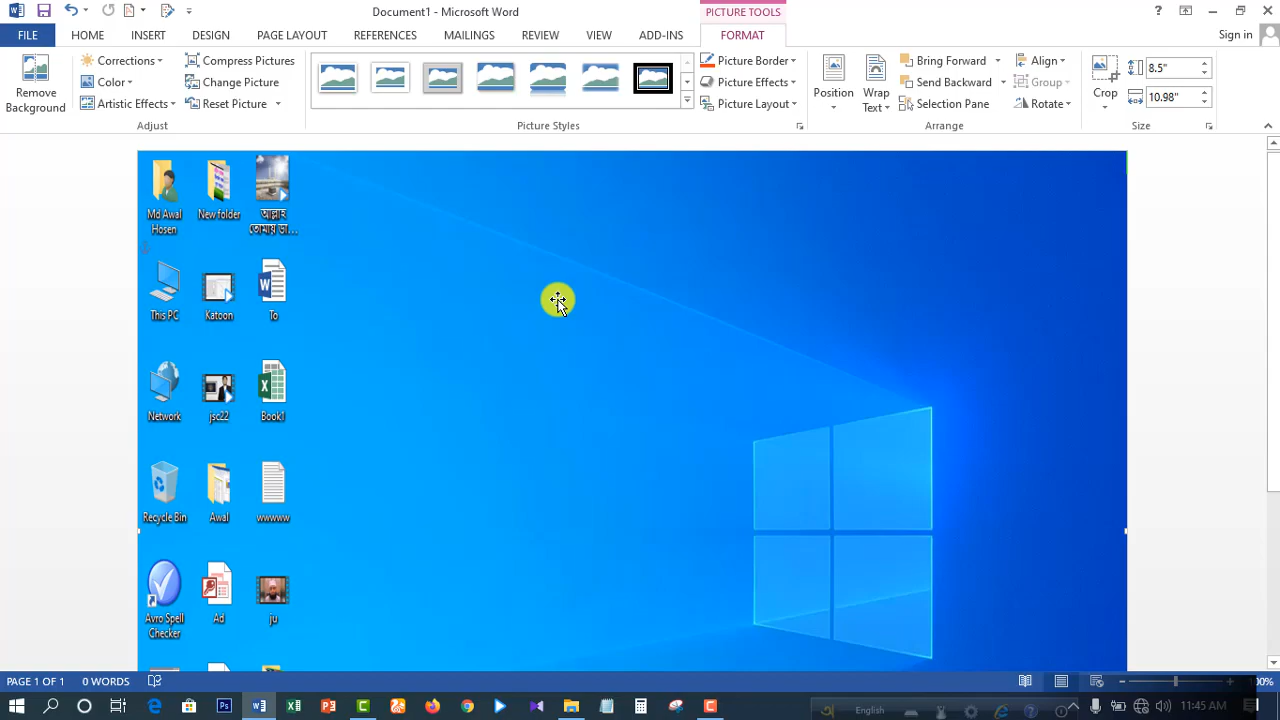 Document1 - Microsoft Word
PICTURE TOOLS
FILE
HOME
INSERT
DESIGN
PAGE LAYOUT
REFERENCES
MAILINGS
REVIEW
VIEW
ADD-INS
FORMAT
Sign in
Remove
Background
Corrections
Color
Artistic Effects
Compress Pictures
Change Picture
Reset Picture
Adjust
Picture Styles
Picture Border
Picture Effects
Picture Layout
Position
Wrap
Text
Bring Forward
Send Backward
Selection Pane
Align
Group
Rotate
Arrange
Crop
8.5"
10.98"
Size
Md Awal
Hosen
New folder
আল্লাহ
তোমায় ডা...
This PC
Katoon
To
Network
jsc22
Book1
Recycle Bin
Awal
wwwww
Avro Spell
Checker
Ad
ju
PAGE 1 OF 1
0 WORDS
English
11:45 AM